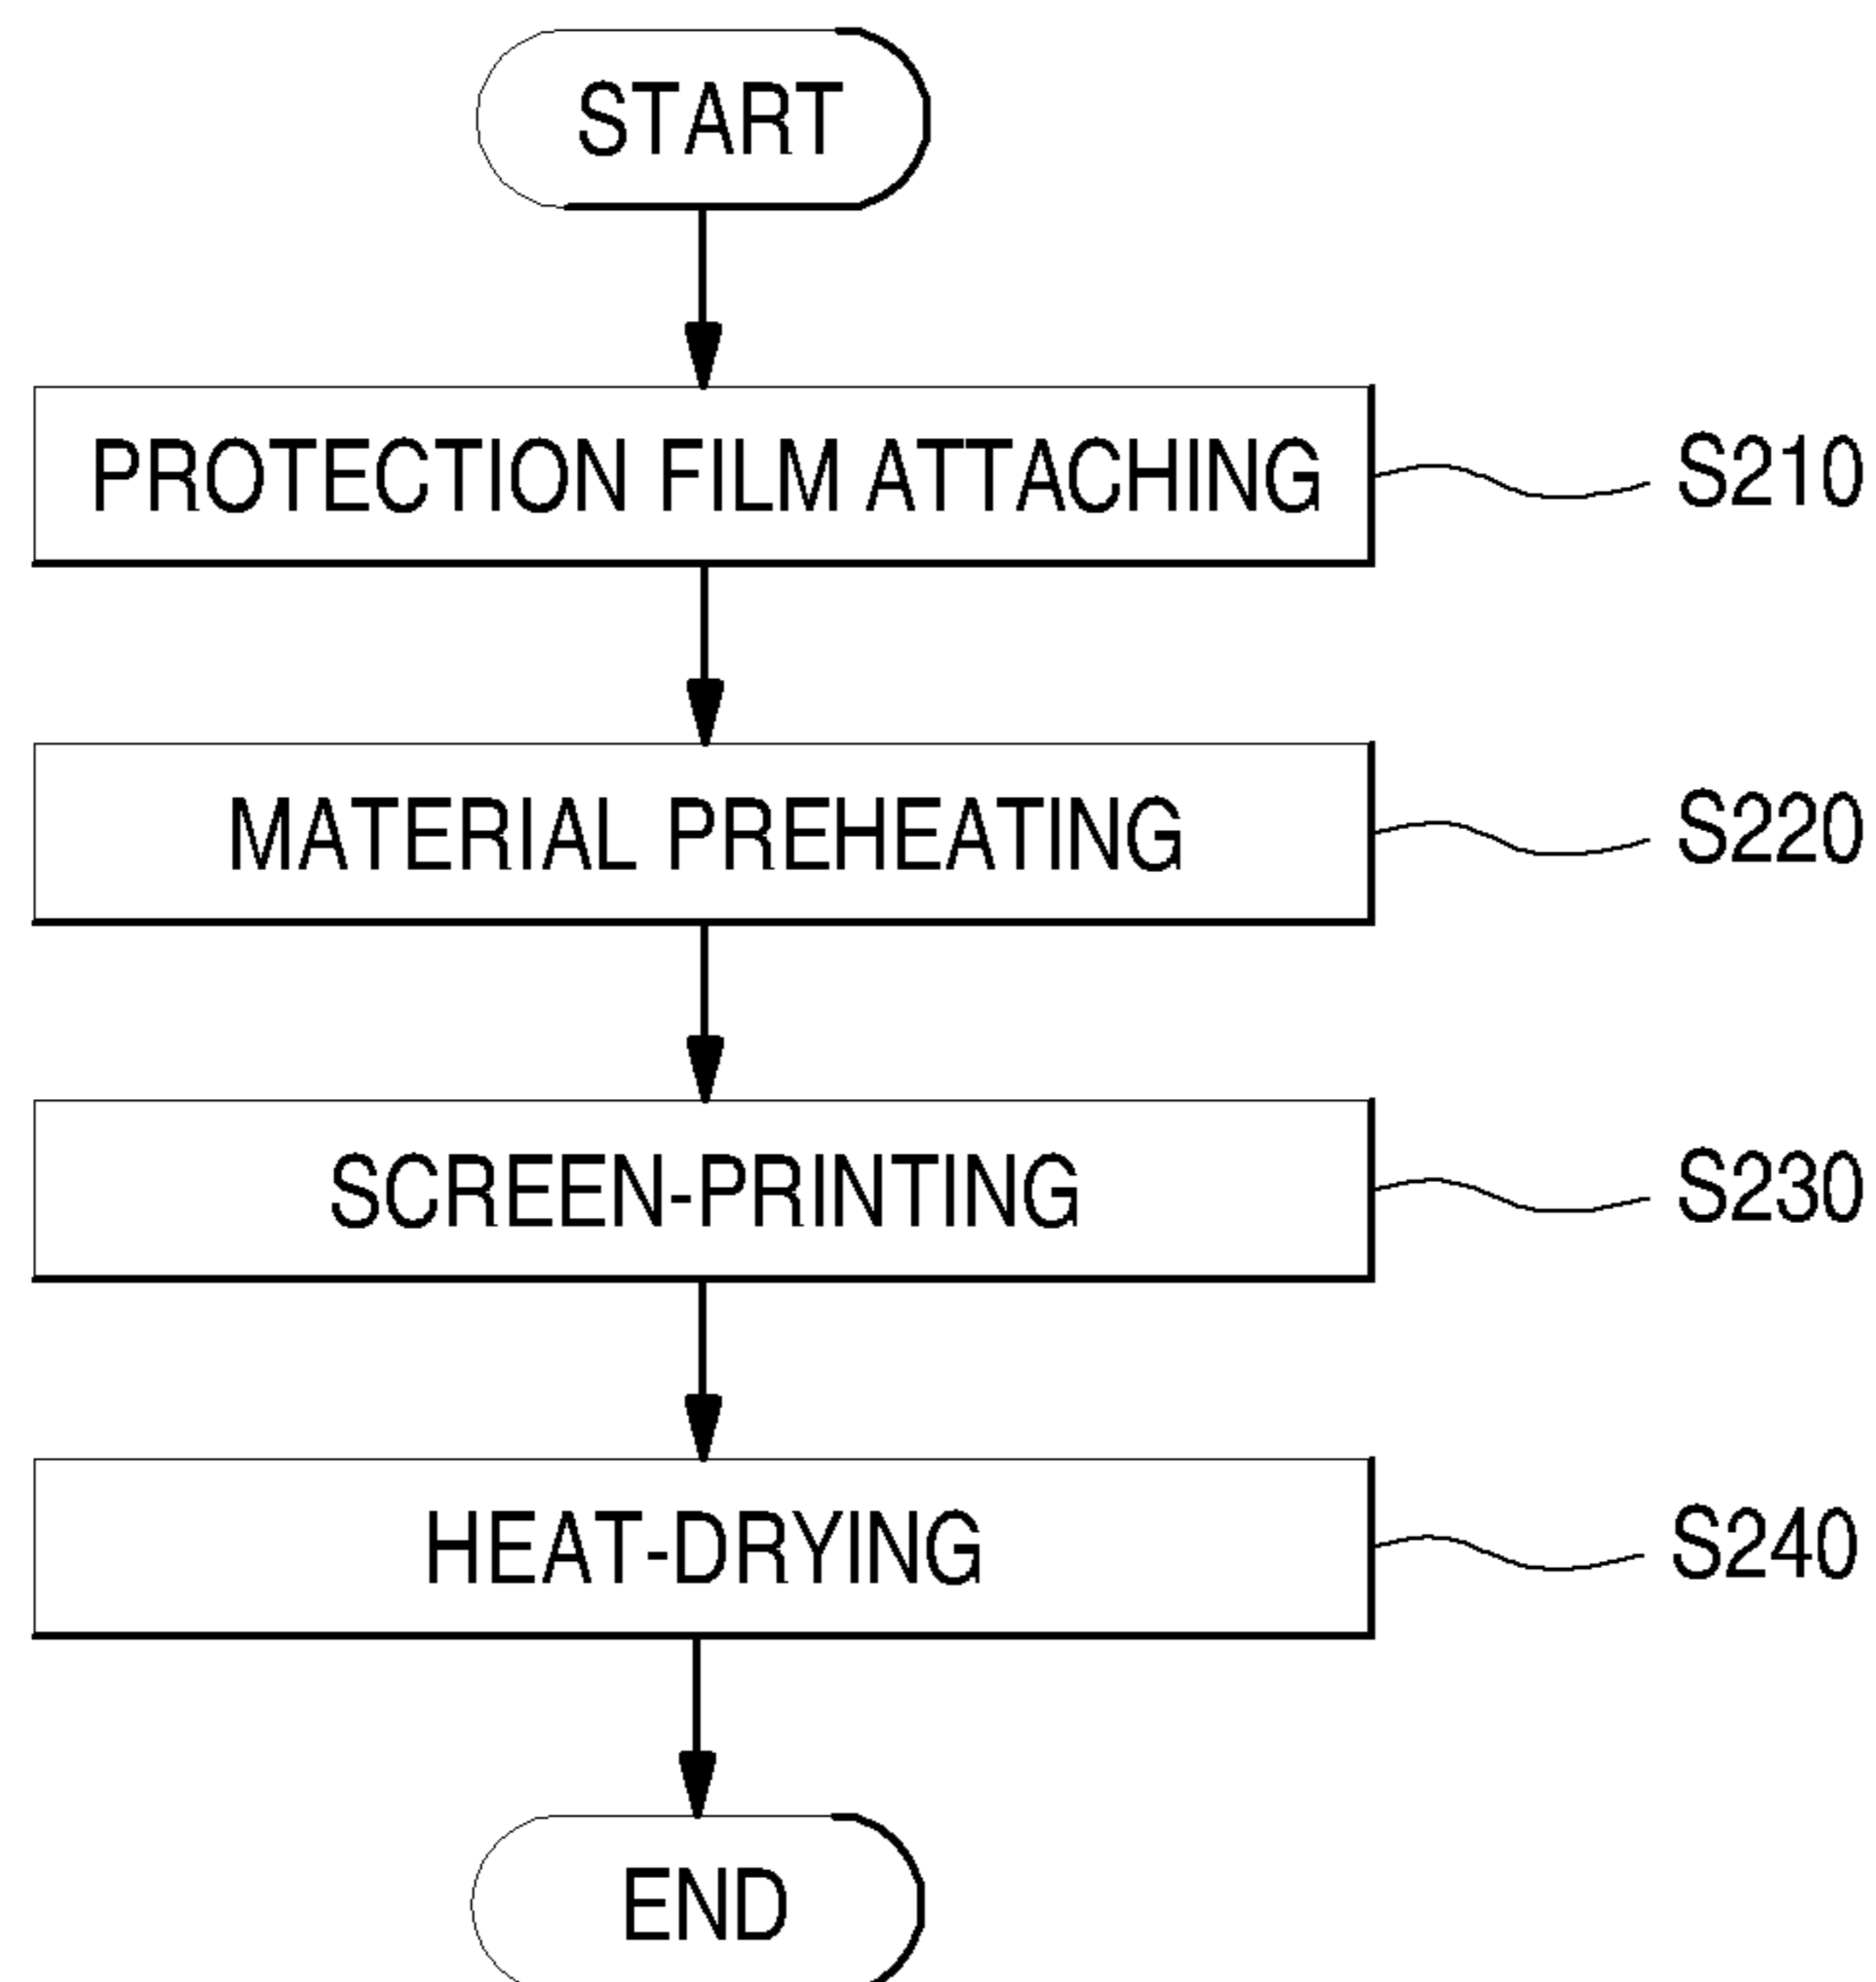 START
PROTECTION FILM ATTACHING
S210
MATERIAL PREHEATING
S220
SCREEN-PRINTING
S230
HEAT-DRYING
S240
END